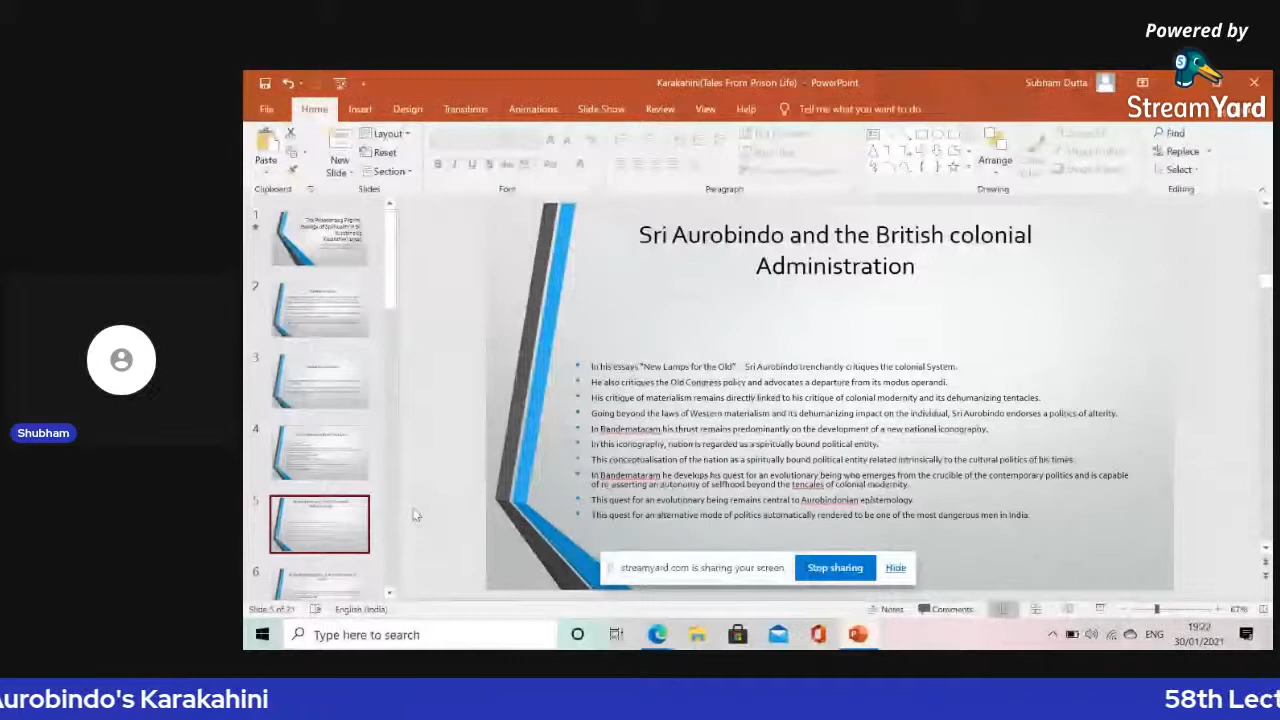 Powered by
StreamYard
Karakahini(Tales From Prison Life) - PowerPoint
Subham Dutta
File Home Insert Design Transitions Animations Slide Show Review View Help Tell me what you want to do
Paste
New
Slide
Layout
Reset
Section
Arrange
Find
Replace
Select
Clipboard Slides Font Paragraph Drawing Editing
1
2
3
4
5
6
Sri Aurobindo and the British colonial
Administration
In his essays "New Lamps for the Old" Sri Aurobindo trenchantly critiques the colonial System.
He also critiques the Old Congress policy and advocates a departure from its modus operandi.
His critique of materialism remains directly linked to his critique of colonial modernity and its dehumanizing tentacles.
Going beyond the laws of Western materialism and its dehumanizing impact on the individual, Sri Aurobindo endorses a politics of alterity.
In Bandemataram his thrust remains predominantly on the development of a new national iconography.
In this iconography, nation is regarded as a spiritually bound political entity.
This conceptualisation of the nation as a spiritually bound political entity related intrinsically to the cultural politics of his times.
In Bandemataram he develops his quest for an evolutionary being who emerges from the crucible of the contemporary politics and is capable
of re asserting an autonomy of selfhood beyond the tencales of colonial modernity.
This quest for an evolutionary being remains central to Aurobindonian epistemology.
This quest for an alternative mode of politics automatically rendered to be one of the most dangerous men in India.
Shubham
streamyard.com is sharing your screen Stop sharing Hide
Slide 5 of 21 English (India) Notes Comments 67%
Type here to search
ENG
19:22
30/01/2021
Aurobindo's Karakahini
58th Lect